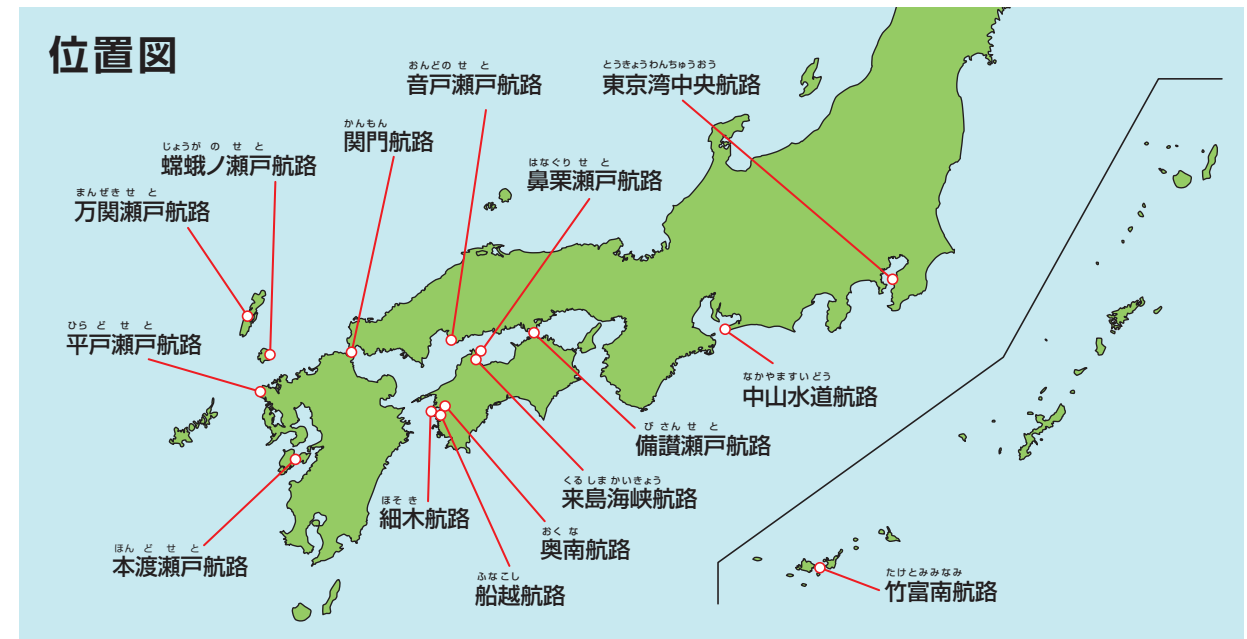 位置図
おんどのせと
音戸瀬戸航路
とうきょうわんちゅうおう
東京湾中央航路
かんもん
関門航路
じょうがのせと
嫦蛾ノ瀬戸航路
はなぐりせと
鼻栗瀬戸航路
まんぜきせと
万関瀬戸航路
ひらどせと
平戸瀬戸航路
なかやますいどう
中山水道航路
びさんせと
備讃瀬戸航路
くるしまかいきょう
来島海峡航路
ほそき
細木航路
おくな
奥南航路
ほんどせと
本渡瀬戸航路
ふなこし
船越航路
たけとみみなみ
竹富南航路